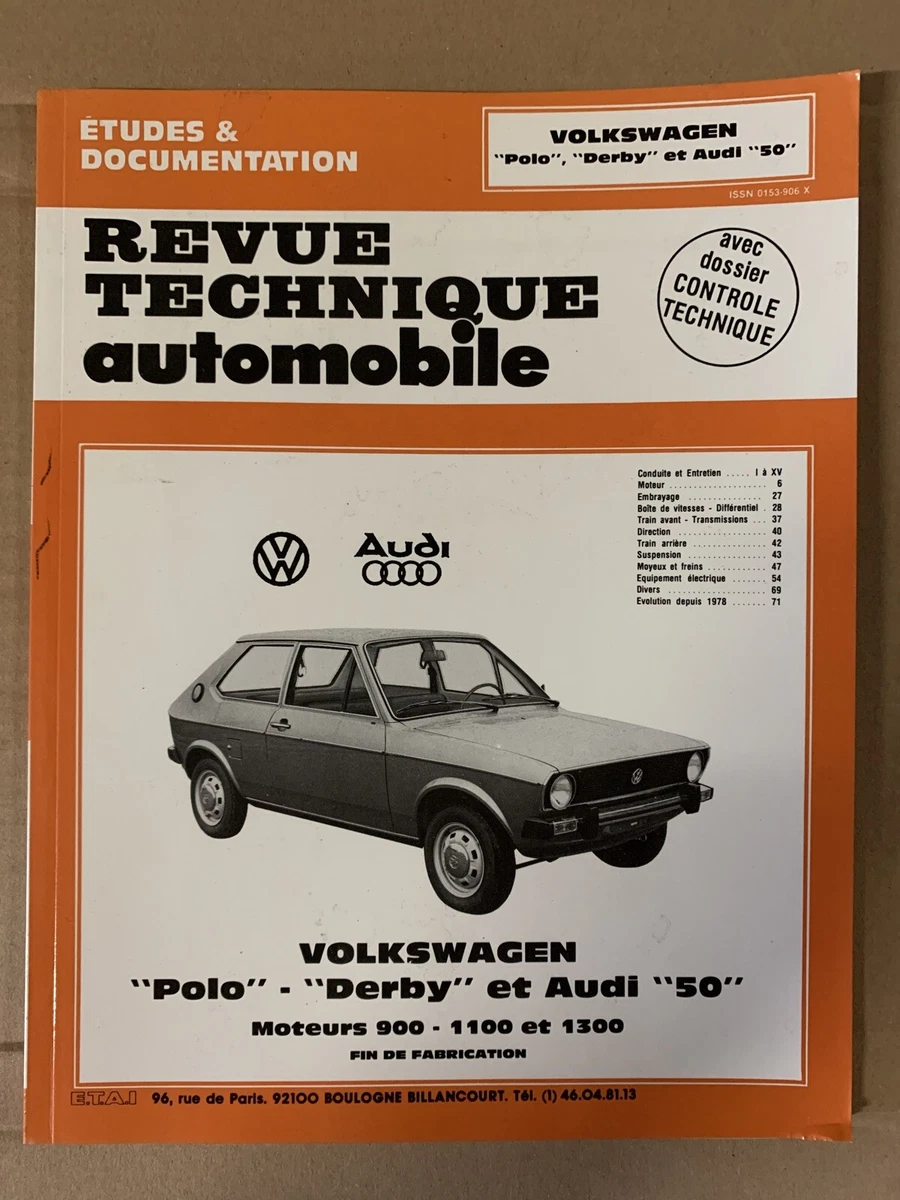 ÉTUDES &
DOCUMENTATION
VOLKSWAGEN
"Polo", "Derby" et Audi "50"
ISSN 0153-906 X
REVUE
TECHNIQUE
automobile
avec
dossier
CONTROLE
TECHNIQUE
Conduite et Entretien ..... I à XV
Moteur ................... 6
Embrayage ............... 27
Boîte de vitesses - Différentiel . 28
Train avant - Transmissions ... 37
Direction ................ 40
Train arrière .............. 42
Suspension ............... 43
Moyeux et freins ........... 47
Equipement électrique ....... 54
Divers .................... 69
Evolution depuis 1978 ....... 71
VW
Audi
VOLKSWAGEN
"Polo" - "Derby" et Audi "50"
Moteurs 900 - 1100 et 1300
FIN DE FABRICATION
E.T.A.I 96, rue de Paris. 92100 BOULOGNE BILLANCOURT. Tél. (1) 46.04.81.13